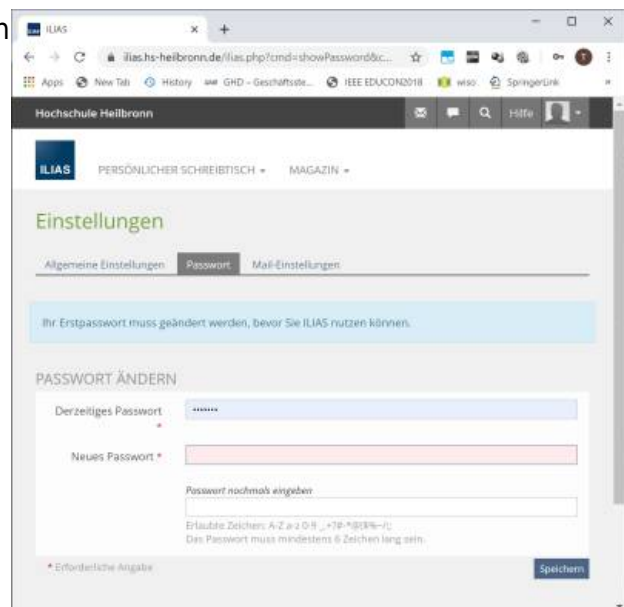 n
ILIAS
ilias.hs-heilbronn.de/ilias.php?cmd=showPassword&c...
Apps New Tab History GHD - Geschäftsste... IEEE EDUCON2018 wiso SpringerLink »
Hochschule Heilbronn Hilfe
ILIAS PERSÖNLICHER SCHREIBTISCH MAGAZIN
Einstellungen
Allgemeine Einstellungen Passwort Mail-Einstellungen
Ihr Erstpasswort muss geändert werden, bevor Sie ILIAS nutzen können.
PASSWORT ÄNDERN
Derzeitiges Passwort •••••••
*
Neues Passwort *
Passwort nochmals eingeben
Erlaubte Zeichen: A-Z a-z 0-9
Das Passwort muss mindestens 6 Zeichen lang sein.
* Erforderliche Angabe Speichern